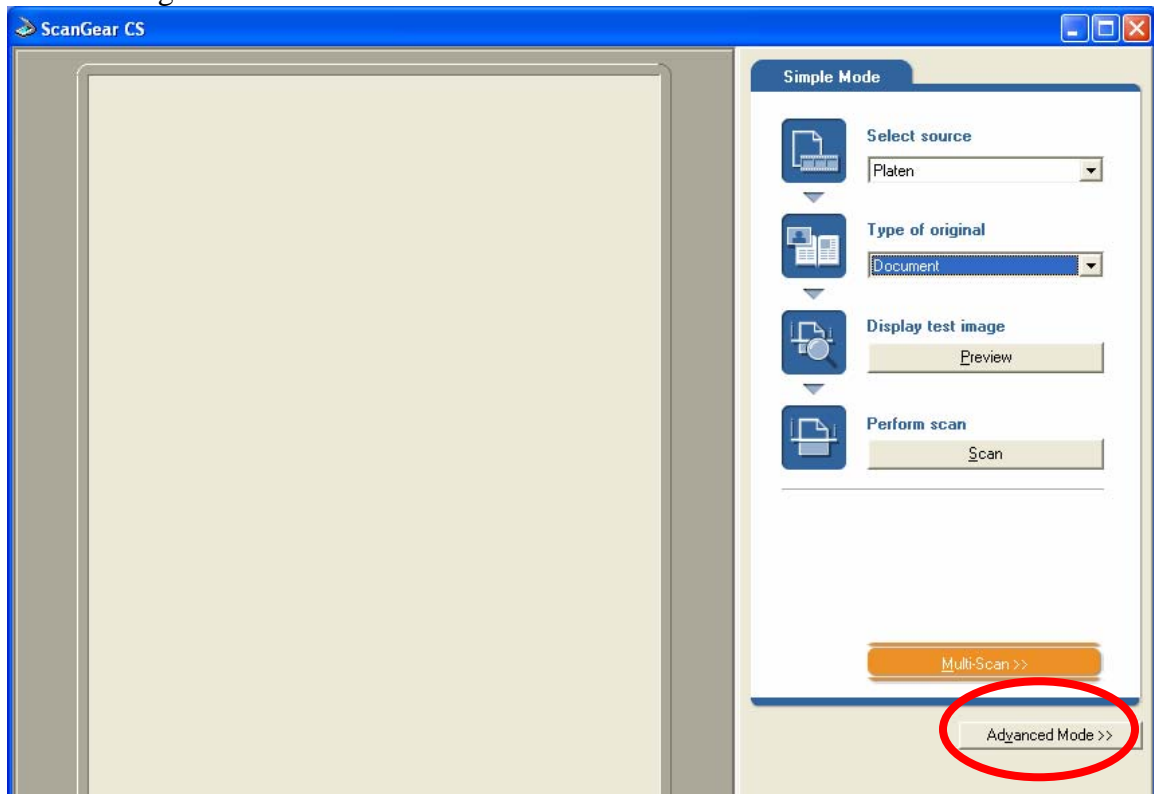 ScanGear CS
Simple Mode
Select source
Platen
Type of original
Document
Display test image
Preview
Perform scan
Scan
Multi-Scan >>
Advanced Mode >>